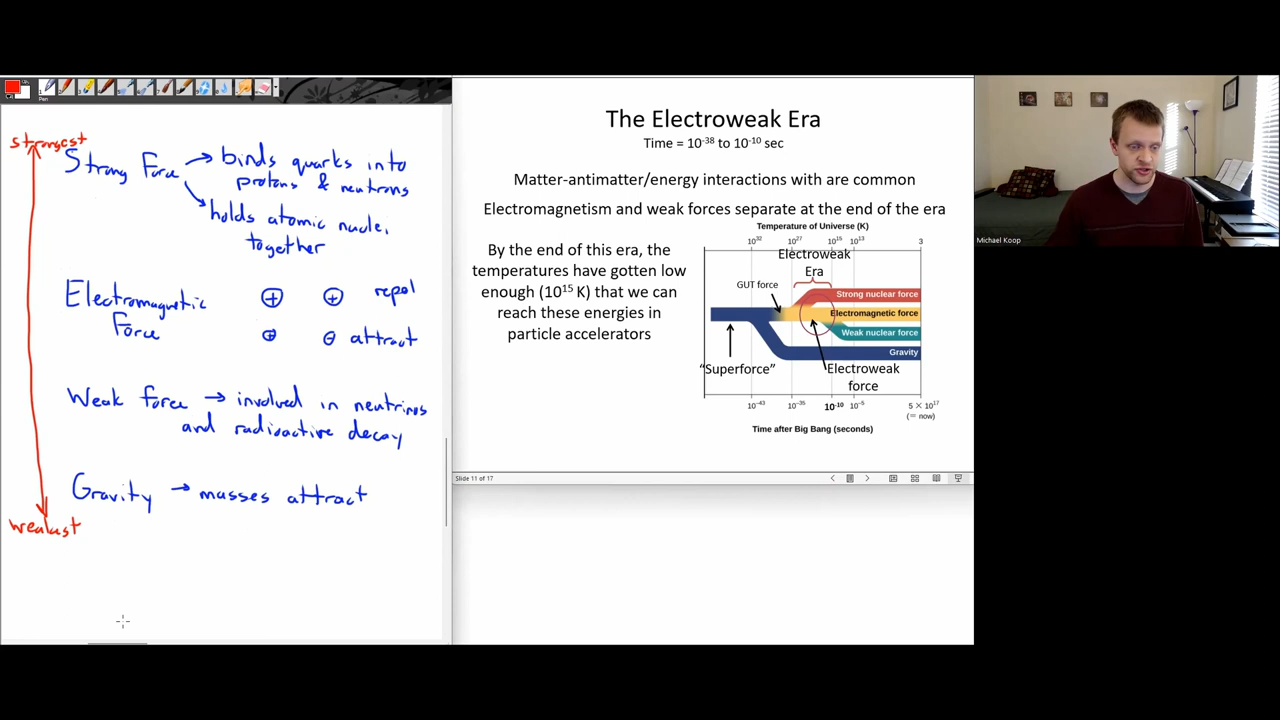 Pen
strongest
Strong Force → binds quarks into
protons & neutrons
holds atomic nuclei
together
Electromagnetic
Force
+ + repel
+ - attract
Weak force → involved in neutrinos
and radioactive decay
Gravity → masses attract
weakest
The Electroweak Era
Time = 10⁻³⁸ to 10⁻¹⁰ sec
Matter-antimatter/energy interactions with are common
Electromagnetism and weak forces separate at the end of the era
By the end of this era, the
temperatures have gotten low
enough (10¹⁵ K) that we can
reach these energies in
particle accelerators
Temperature of Universe (K)
10³² 10²⁷ 10¹⁵ 10¹³ 3
Electroweak
Era
GUT force
Strong nuclear force
Electromagnetic force
Weak nuclear force
Gravity
"Superforce"
Electroweak
force
10⁻⁴³ 10⁻³⁵ 10⁻¹⁰ 10⁻⁵ 5 × 10¹⁷
(= now)
Time after Big Bang (seconds)
Slide 11 of 17
Michael Koop